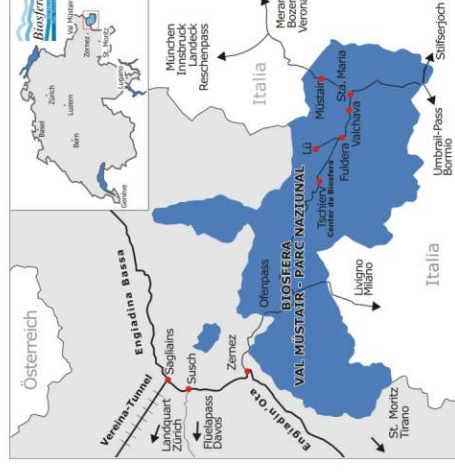 Österreich
Engiadina Bassa
Vereina-Tunnel
Sagliains
Landquart
Zürich
Susch
Flüelapass
Davos
Zernez
Engiadin'Ota
St. Moritz
Tirano
Ofenpass
Livigno
Milano
BIOSFERA
VAL MÜSTAIR - PARC NAZIUNAL
Tschierv
Center da Biosfera
Lü
Fuldera
Valchava
Sta. Maria
Müstair
Italia
München
Innsbruck
Landeck
Reschenpass
Meran
Bozen
Verona
Stilfserjoch
Umbrail-Pass
Bormio
Italia
Biosfera
Val Müstair
Zernez
St. Moritz
Basel
Zürich
Luzern
Bern
Genève
Lugano